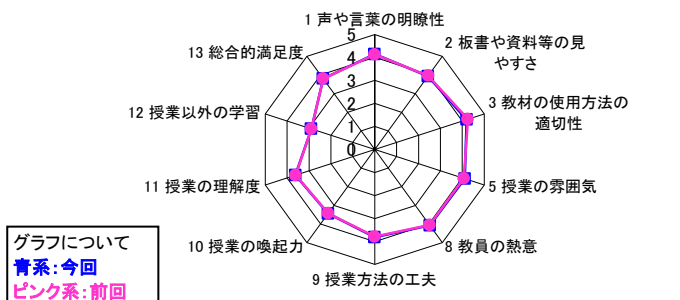 1 声や言葉の明瞭性
2 板書や資料等の見
やすさ
3 教材の使用方法の
適切性
5 授業の雰囲気
8 教員の熱意
9 授業方法の工夫
10 授業の喚起力
11 授業の理解度
12 授業以外の学習
13 総合的満足度
5
4
3
2
1
0
グラフについて
青系:今回
ピンク系:前回